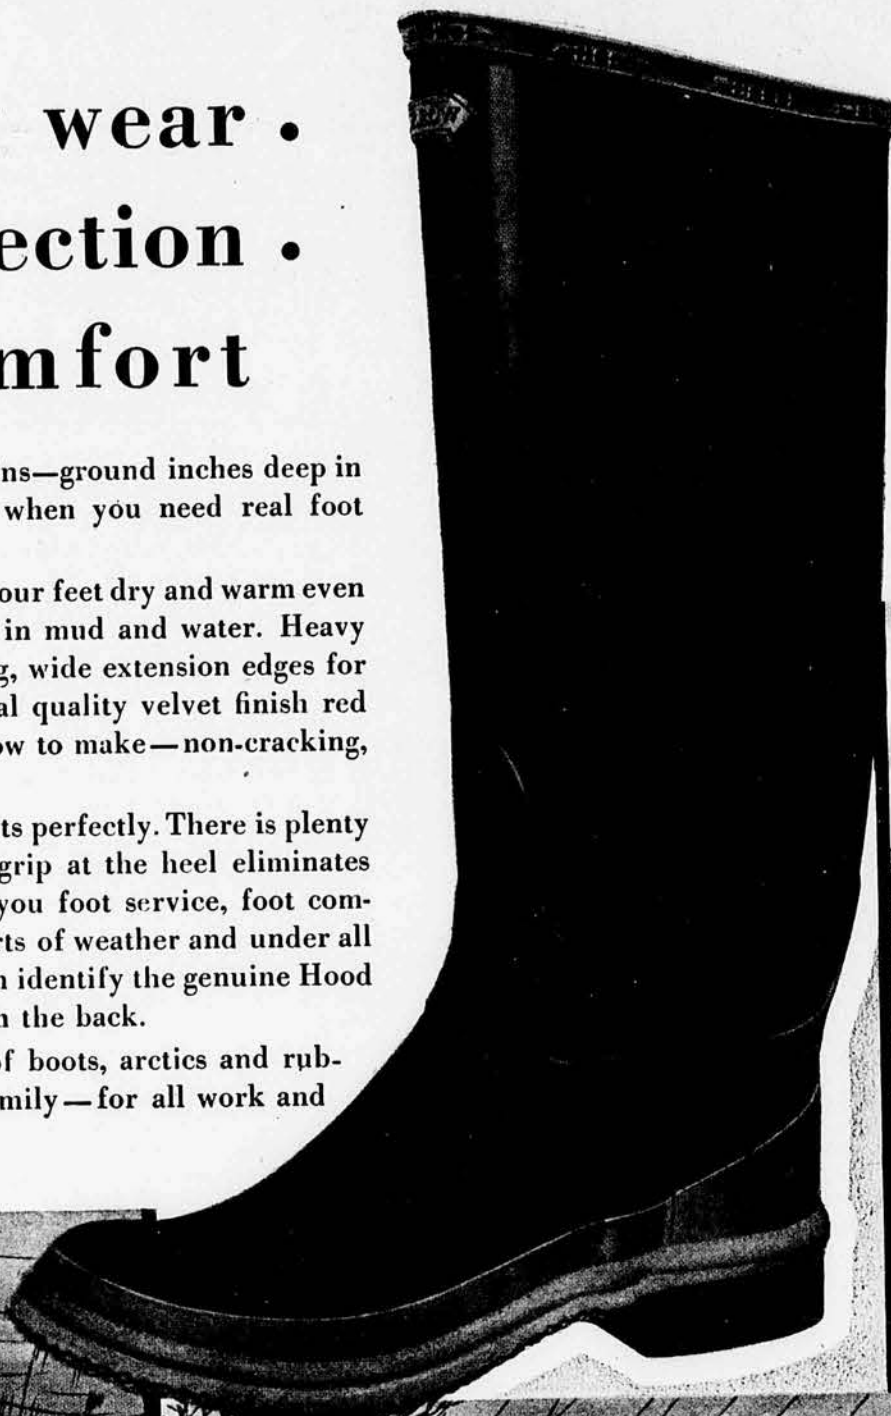 wear •
ection •
mfort
ns—ground inches deep in
when you need real foot
our feet dry and warm even
in mud and water. Heavy
g, wide extension edges for
al quality velvet finish red
ow to make—non-cracking,
ts perfectly. There is plenty
grip at the heel eliminates
you foot service, foot com-
rts of weather and under all
n identify the genuine Hood
n the back.
of boots, arctics and rub-
mily—for all work and